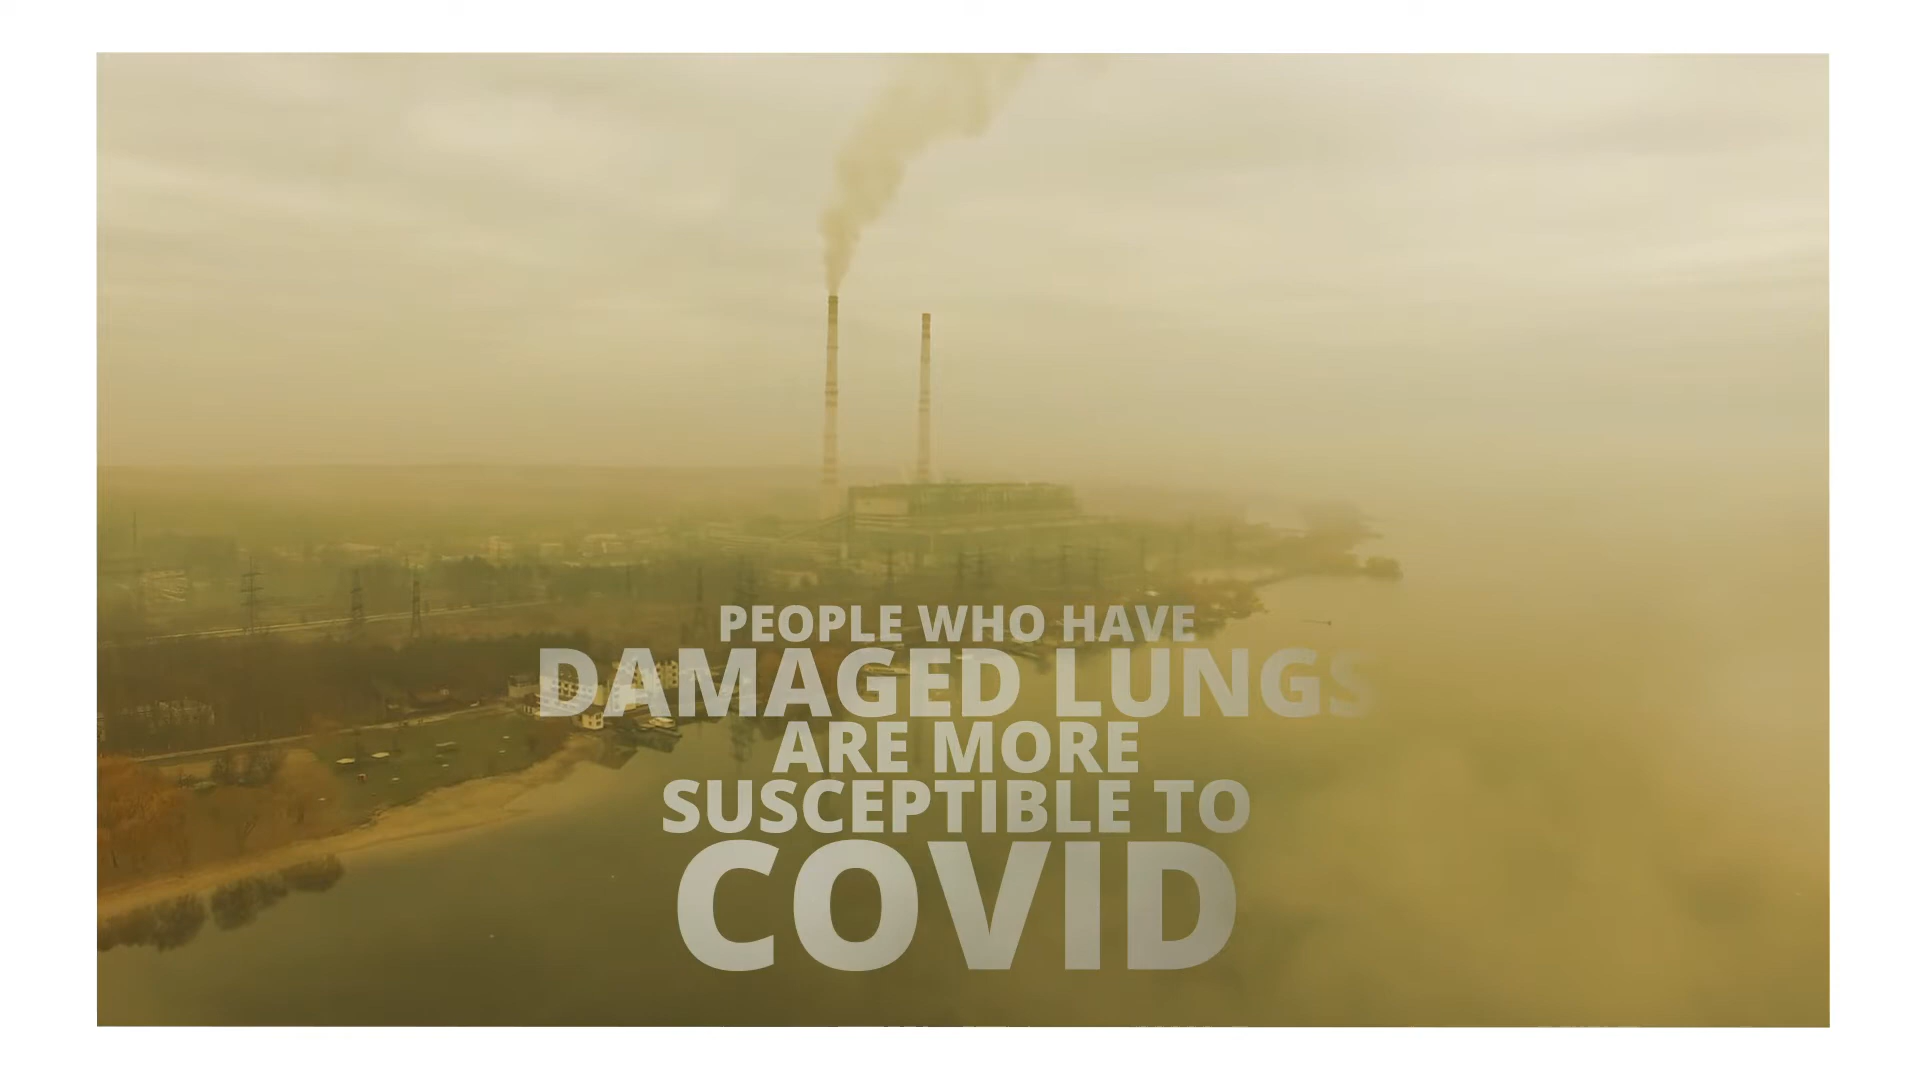 PEOPLE WHO HAVE
DAMAGED LUNGS
ARE MORE
SUSCEPTIBLE TO
COVID